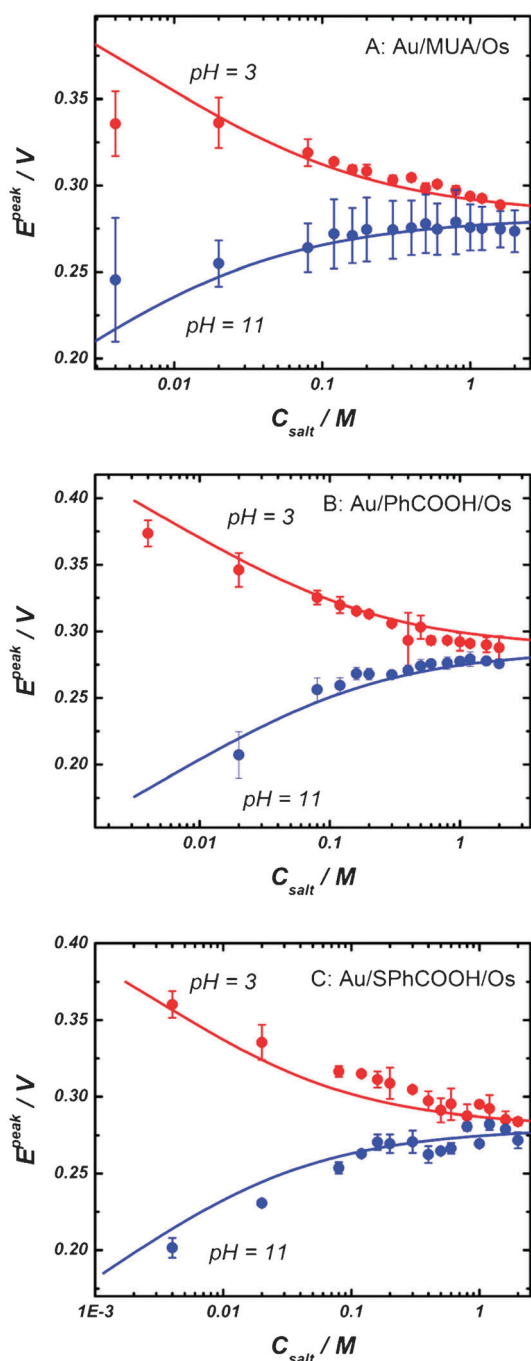 A: Au/MUA/Os
pH = 3
0.35
0.30
0.25
0.20
E^peak / V
pH = 11
0.01
0.1
1
C_salt / M
0.40
B: Au/PhCOOH/Os
pH = 3
0.35
0.30
0.25
0.20
E^peak / V
pH = 11
0.01
0.1
1
C_salt / M
0.40
pH = 3
C: Au/SPhCOOH/Os
0.35
0.30
0.25
0.20
E^peak / V
pH = 11
1E-3
0.01
0.1
1
C_salt / M